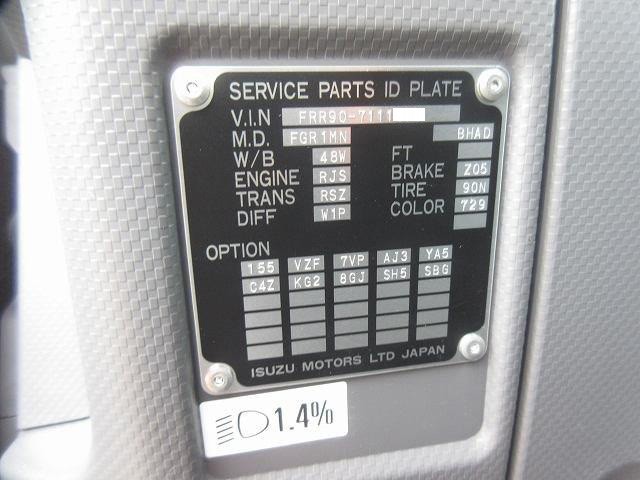 SERVICE PARTS ID PLATE
V.I.N FRR90-7111
M.D. FGR1MN BHAD
W/B 48W FT
ENGINE RJS BRAKE Z05
TRANS RSZ TIRE 90N
DIFF W1P COLOR 729
OPTION
155 VZF 7VP AJ3 YA5
C4Z KG2 8GJ SH5 SBG
ISUZU MOTORS LTD JAPAN
1.4%